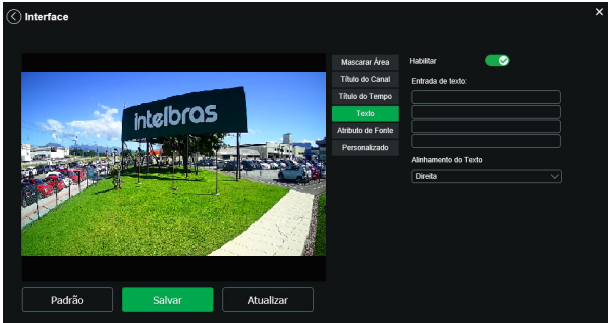 Interface
intelbras
Mascarar Área
Título do Canal
Título do Tempo
Texto
Atributo de Fonte
Personalizado
Habilitar
Entrada de texto:
Alinhamento do Texto
Direita
Padrão
Salvar
Atualizar